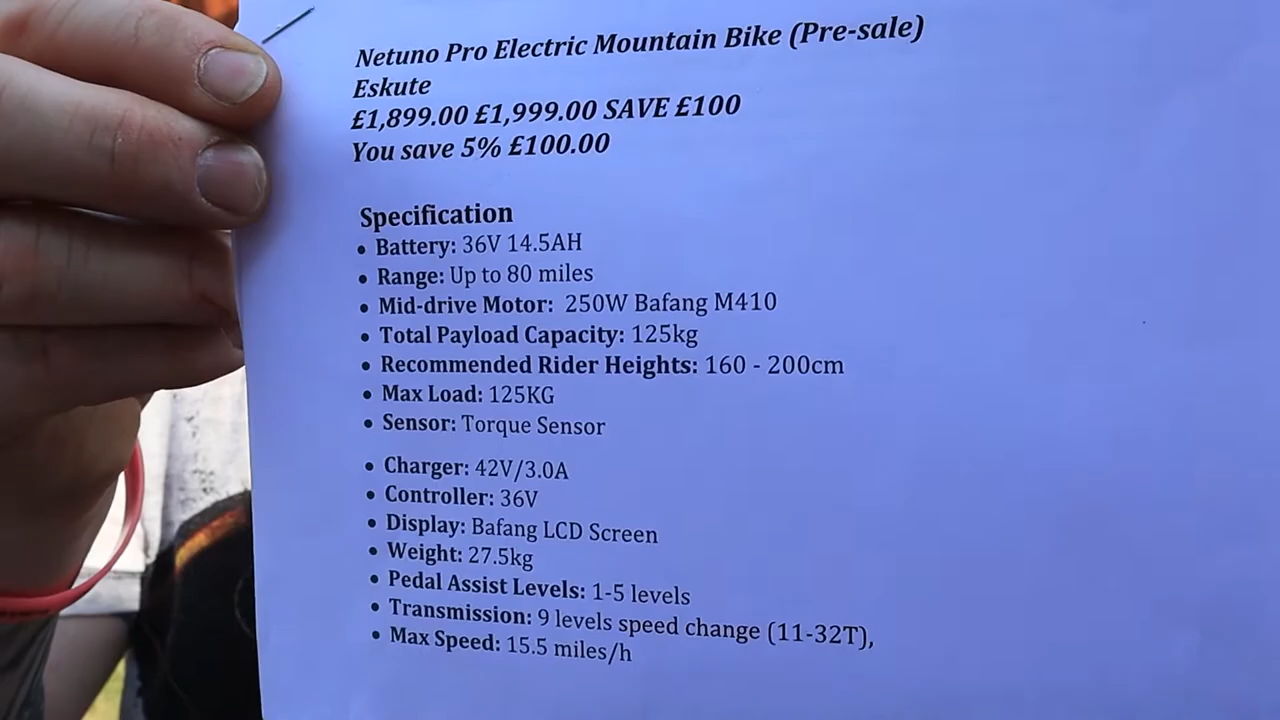 Netuno Pro Electric Mountain Bike (Pre-sale)
Eskute
£1,899.00 £1,999.00 SAVE £100
You save 5% £100.00
Specification
• Battery: 36V 14.5AH
• Range: Up to 80 miles
• Mid-drive Motor: 250W Bafang M410
• Total Payload Capacity: 125kg
• Recommended Rider Heights: 160 - 200cm
• Max Load: 125KG
• Sensor: Torque Sensor
• Charger: 42V/3.0A
• Controller: 36V
• Display: Bafang LCD Screen
• Weight: 27.5kg
• Pedal Assist Levels: 1-5 levels
• Transmission: 9 levels speed change (11-32T),
• Max Speed: 15.5 miles/h